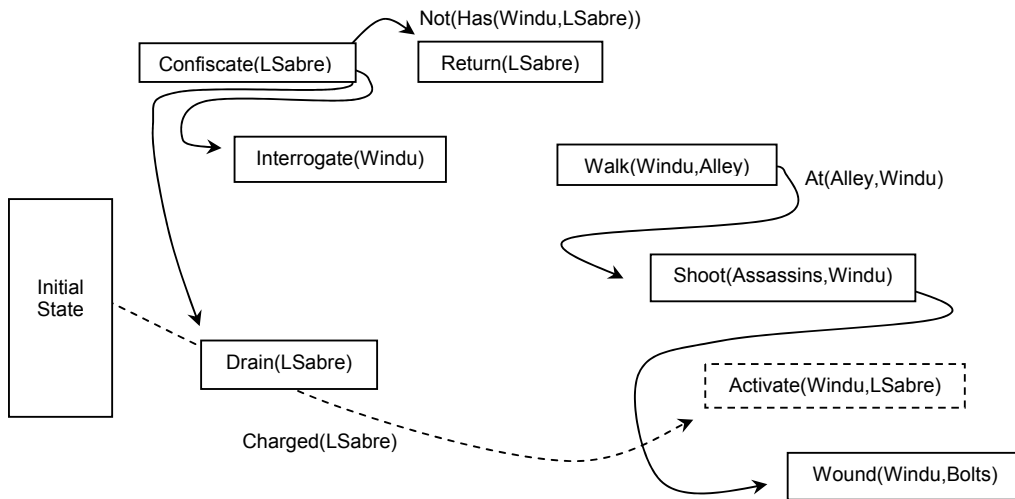 Not(Has(Windu,LSabre))
Confiscate(LSabre)
Return(LSabre)
Interrogate(Windu)
Walk(Windu,Alley)
At(Alley,Windu)
Initial
State
Shoot(Assassins,Windu)
Drain(LSabre)
Activate(Windu,LSabre)
Charged(LSabre)
Wound(Windu,Bolts)